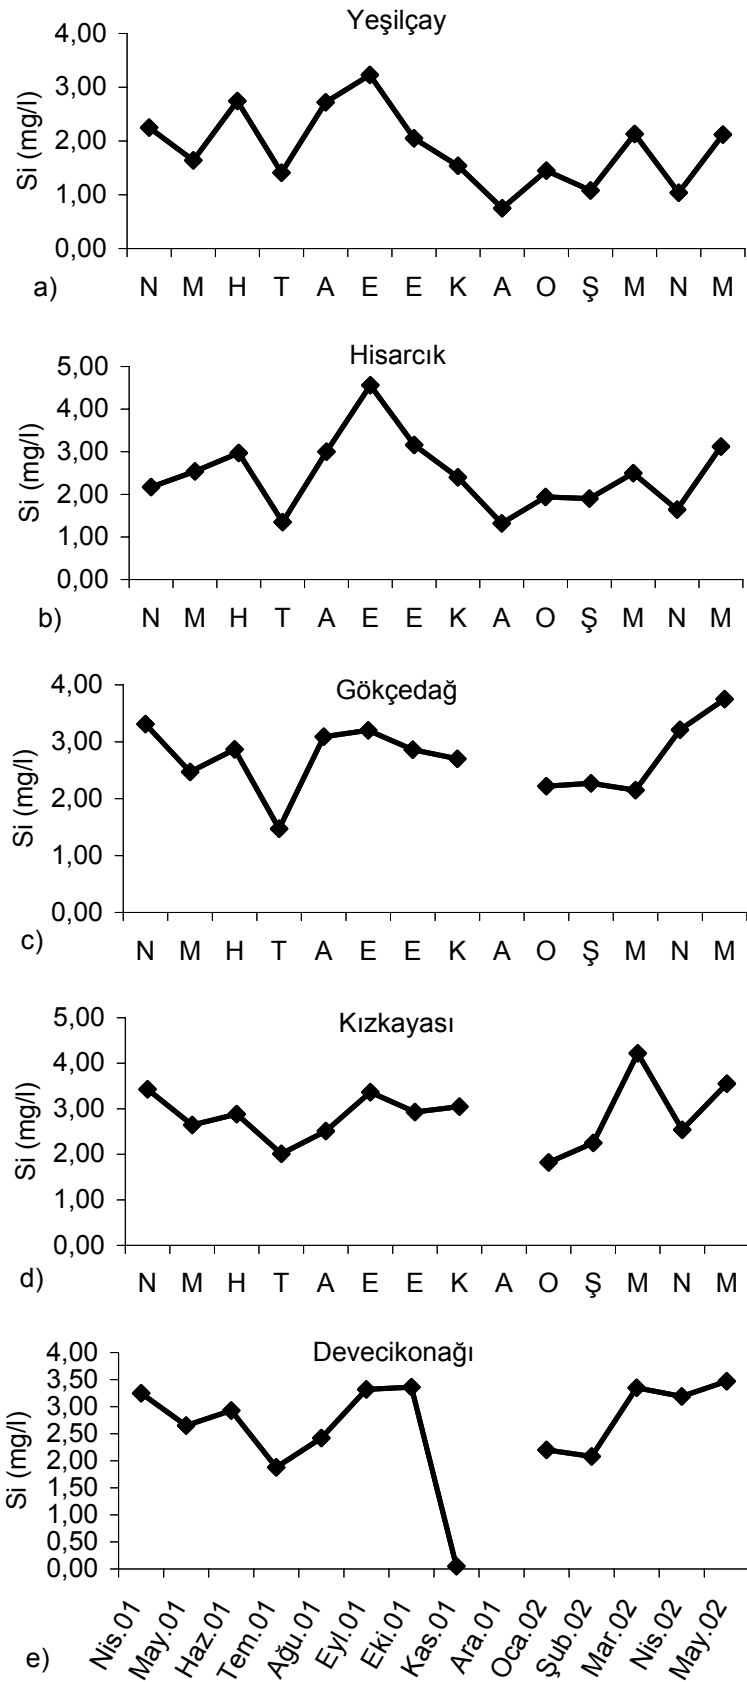 Yeşilçay
4,00
3,00
2,00
1,00
0,00
Si (mg/l)
a) N M H T A E E K A O Ş M N M
Hisarcık
5,00
4,00
3,00
2,00
1,00
0,00
Si (mg/l)
b) N M H T A E E K A O Ş M N M
Gökçedağ
4,00
3,00
2,00
1,00
0,00
Si (mg/l)
c) N M H T A E E K A O Ş M N M
Kızkayası
5,00
4,00
3,00
2,00
1,00
0,00
Si (mg/l)
d) N M H T A E E K A O Ş M N M
Devecikonağı
4,00
3,50
3,00
2,50
2,00
1,50
1,00
0,50
0,00
Si (mg/l)
e) Nis.01 May.01 Haz.01 Tem.01 Ağu.01 Eyl.01 Eki.01 Kas.01 Ara.01 Oca.02 Şub.02 Mar.02 Nis.02 May.02